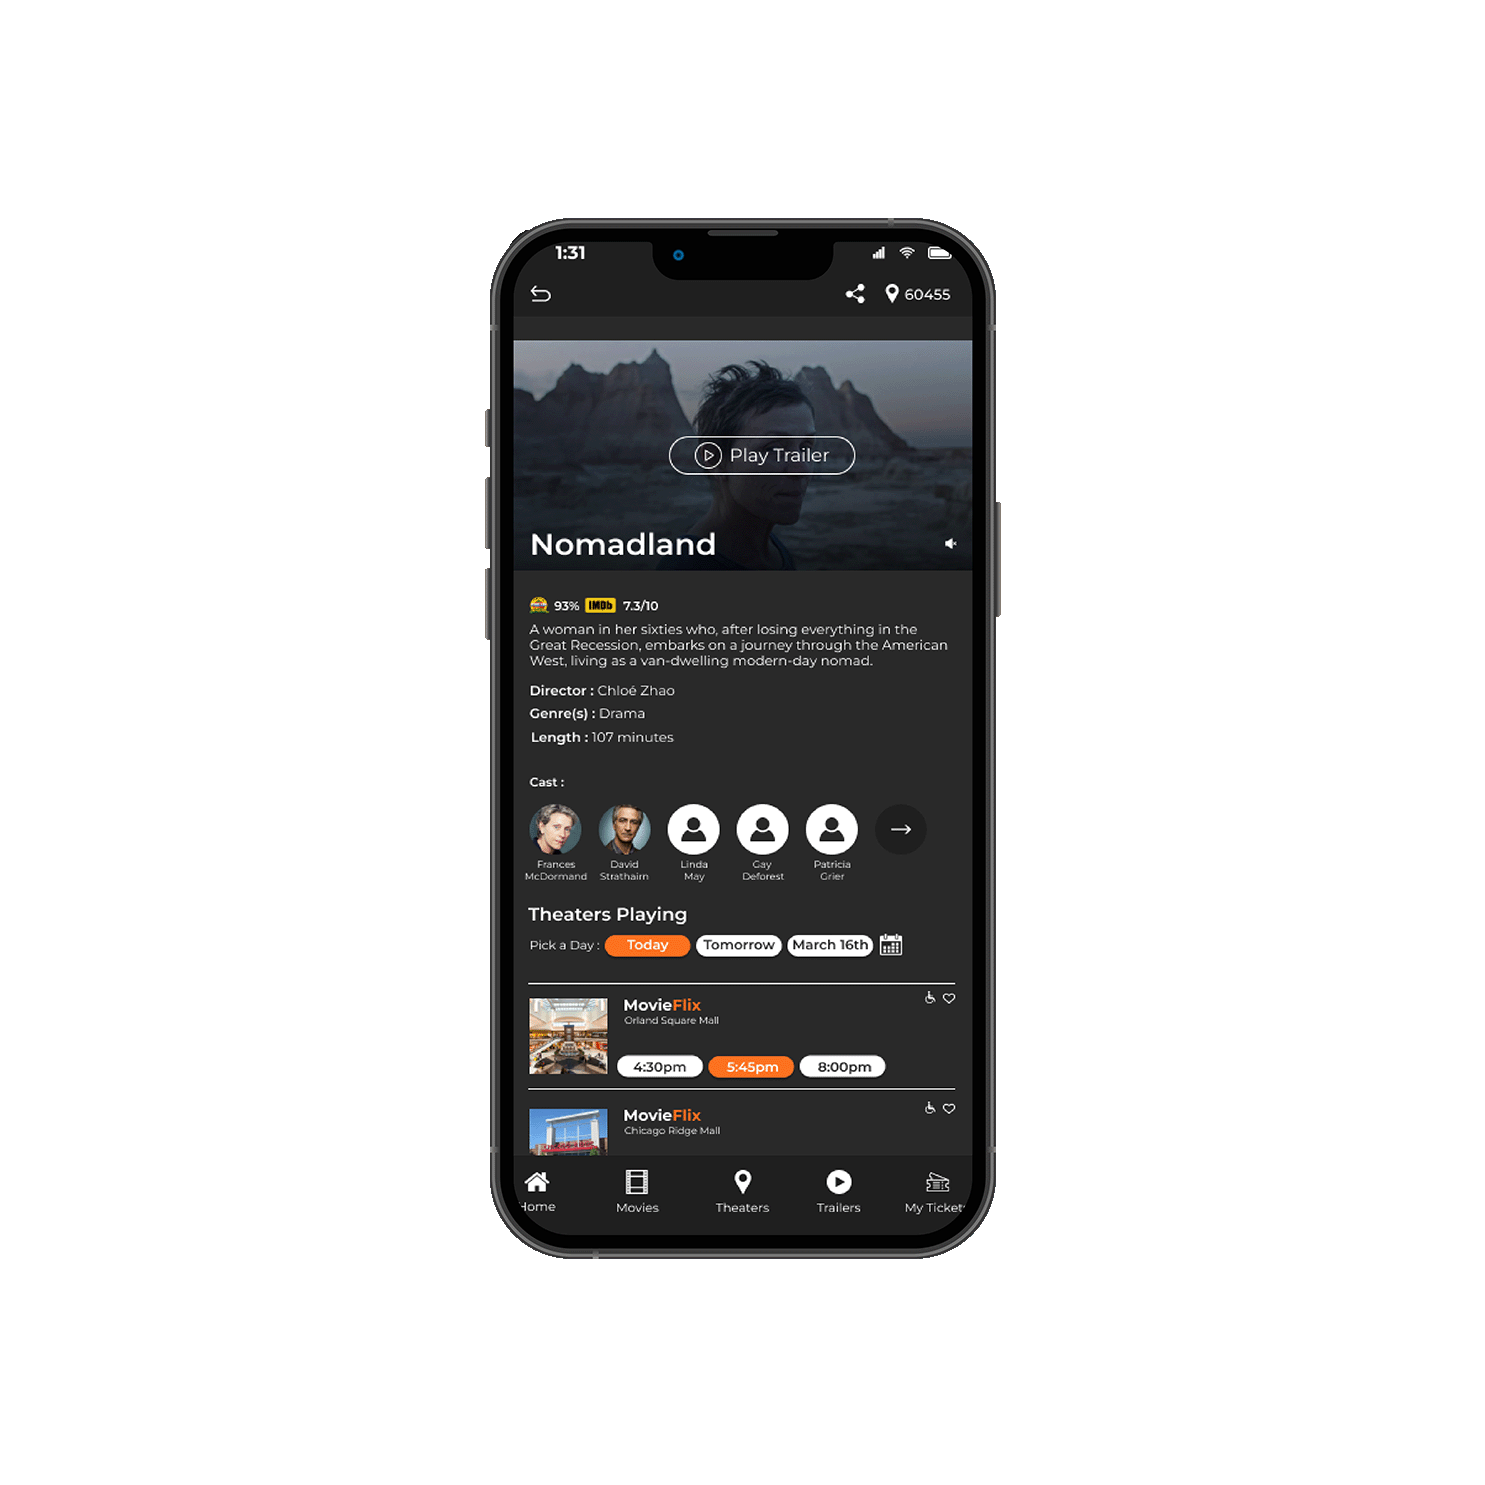 1:31
60455
Play Trailer
Nomadland
93% IMDb 7.3/10
A woman in her sixties who, after losing everything in the
Great Recession, embarks on a journey through the American
West, living as a van-dwelling modern-day nomad.
Director : Chloé Zhao
Genre(s) : Drama
Length : 107 minutes
Cast :
Frances
McDormand
David
Strathairn
Linda
May
Gay
Deforest
Patricia
Grier
Theaters Playing
Pick a Day : Today Tomorrow March 16th
MovieFlix
Orland Square Mall
4:30pm 5:45pm 8:00pm
MovieFlix
Chicago Ridge Mall
Home Movies Theaters Trailers My Ticket